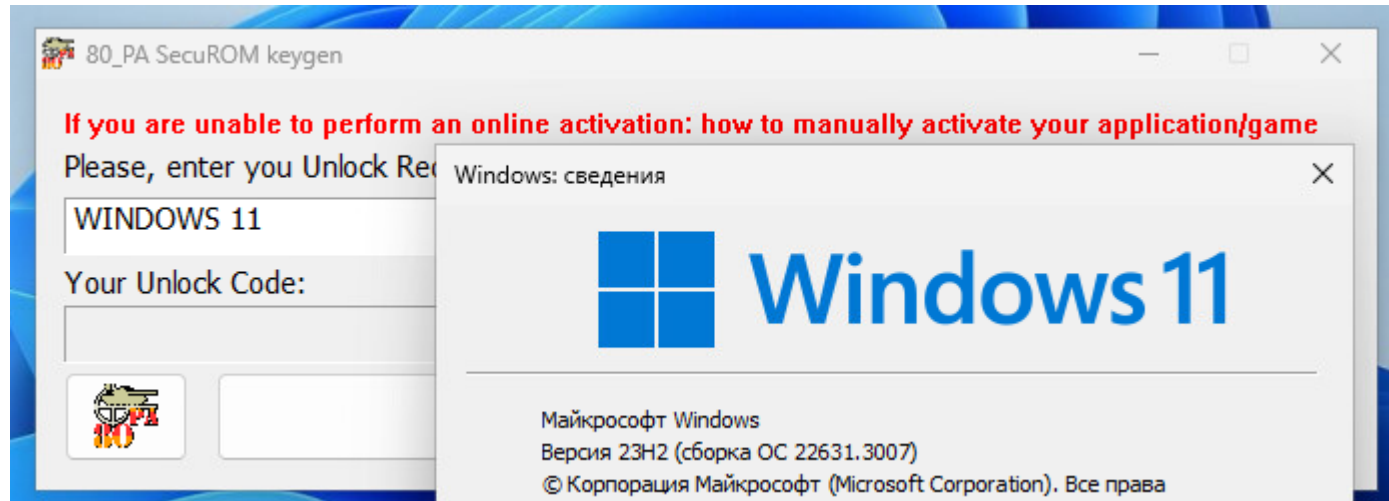 80_PA SecuROM keygen
If you are unable to perform an online activation: how to manually activate your application/game
Please, enter you Unlock
WINDOWS 11
Your Unlock Code:
Windows: сведения
Windows 11
Майкрософт Windows
Версия 23H2 (сборка ОС 22631.3007)
© Корпорация Майкрософт (Microsoft Corporation). Все права